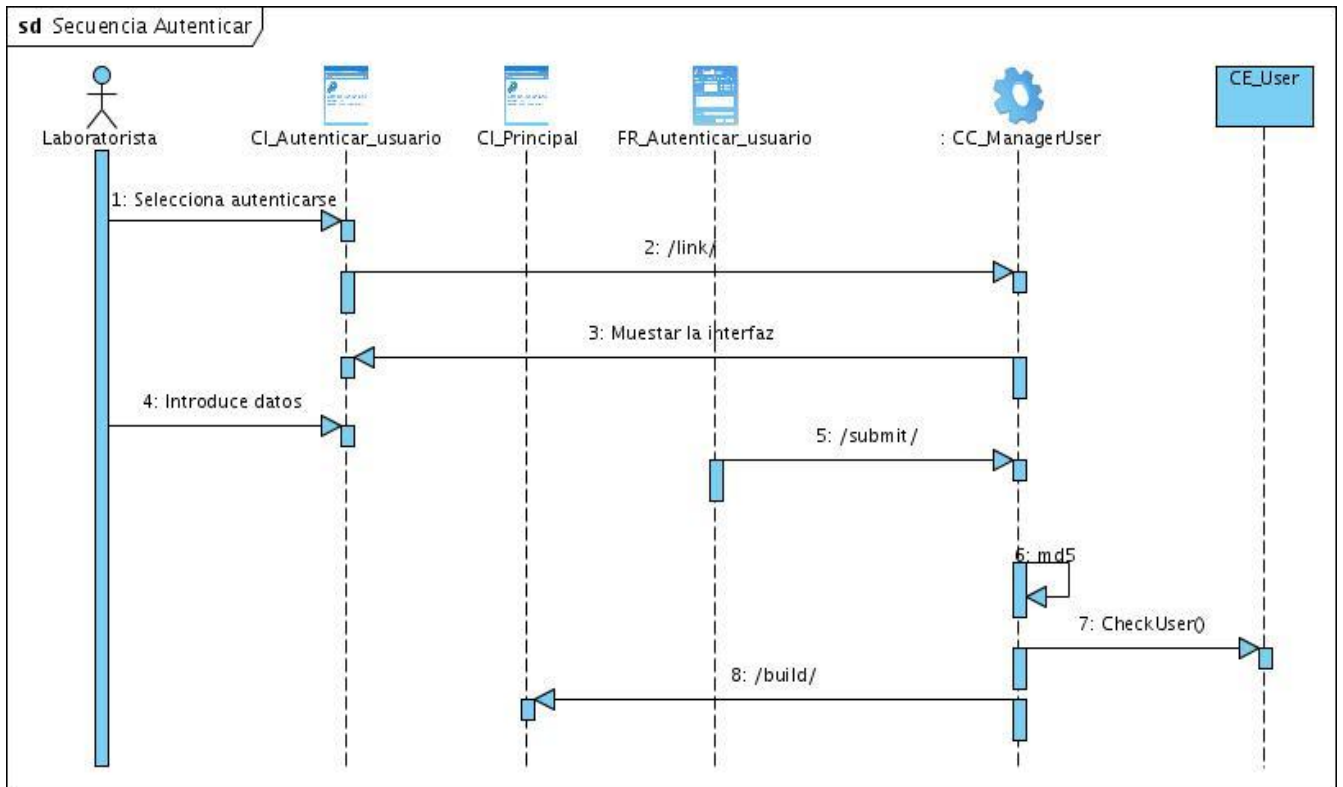 sd Secuencia Autenticar
CE_User
Laboratorista
CI_Autenticar_usuario
CI_Principal
FR_Autenticar_usuario
: CC_ManagerUser
1: Selecciona autenticarse
2: /link/
3: Muestar la interfaz
4: Introduce datos
5: /submit/
6: md5
7: CheckUser()
8: /build/